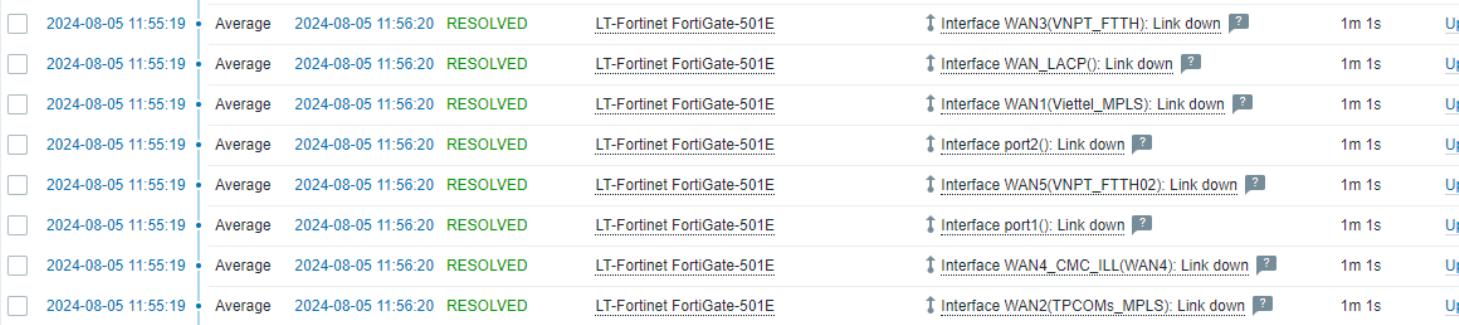 2024-08-05 11:55:19 Average 2024-08-05 11:56:20 RESOLVED LT-Fortinet FortiGate-501E Interface WAN3(VNPT_FTTH): Link down ? 1m 1s Up
2024-08-05 11:55:19 Average 2024-08-05 11:56:20 RESOLVED LT-Fortinet FortiGate-501E Interface WAN_LACP(): Link down ? 1m 1s Up
2024-08-05 11:55:19 Average 2024-08-05 11:56:20 RESOLVED LT-Fortinet FortiGate-501E Interface WAN1(Viettel_MPLS): Link down ? 1m 1s Up
2024-08-05 11:55:19 Average 2024-08-05 11:56:20 RESOLVED LT-Fortinet FortiGate-501E Interface port2(): Link down ? 1m 1s Up
2024-08-05 11:55:19 Average 2024-08-05 11:56:20 RESOLVED LT-Fortinet FortiGate-501E Interface WAN5(VNPT_FTTH02): Link down ? 1m 1s Up
2024-08-05 11:55:19 Average 2024-08-05 11:56:20 RESOLVED LT-Fortinet FortiGate-501E Interface port1(): Link down ? 1m 1s Up
2024-08-05 11:55:19 Average 2024-08-05 11:56:20 RESOLVED LT-Fortinet FortiGate-501E Interface WAN4_CMC_ILL(WAN4): Link down ? 1m 1s Up
2024-08-05 11:55:19 Average 2024-08-05 11:56:20 RESOLVED LT-Fortinet FortiGate-501E Interface WAN2(TPCOMs_MPLS): Link down ? 1m 1s Up